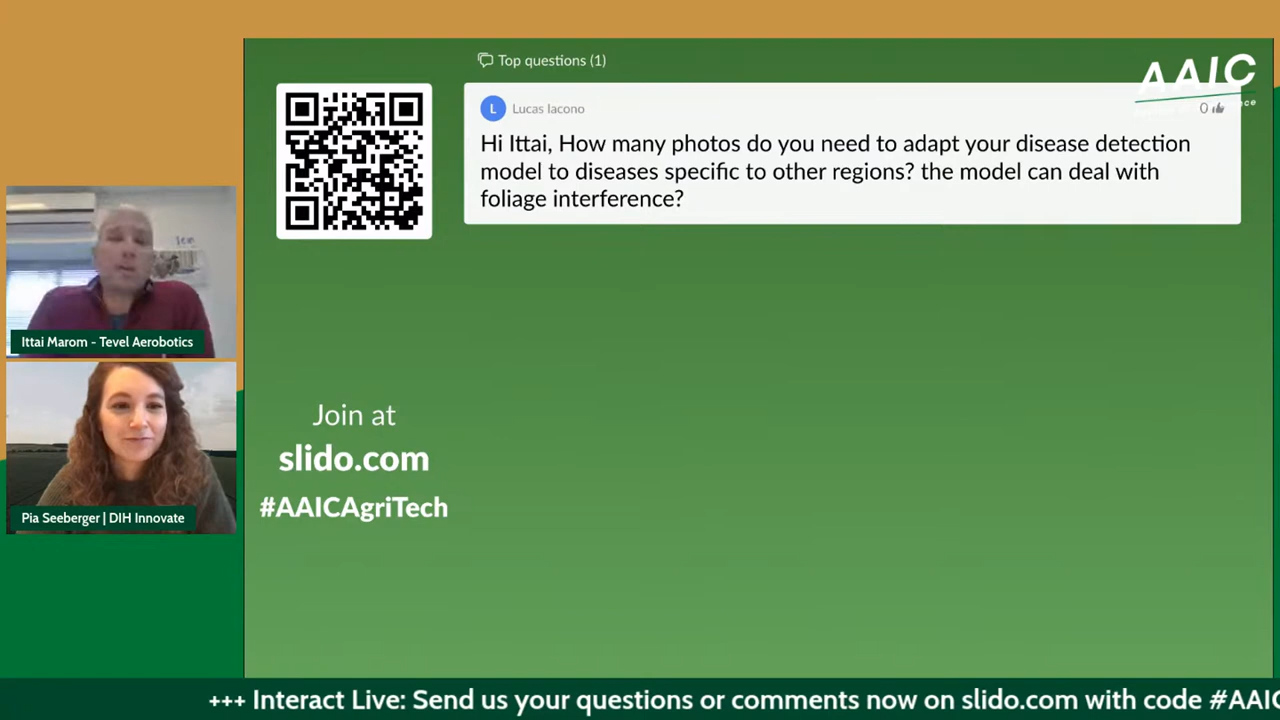 Top questions (1)
AAIC
L
Lucas Iacono
0
Hi Ittai, How many photos do you need to adapt your disease detection
model to diseases specific to other regions? the model can deal with
foliage interference?
Ittai Marom - Tevel Aerobotics
Join at
slido.com
#AAICAgriTech
Pia Seeberger | DIH Innovate
+++ Interact Live: Send us your questions or comments now on slido.com with code #AAIC